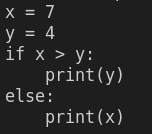 x = 7
y = 4
if x > y:
    print(y)
else:
    print(x)